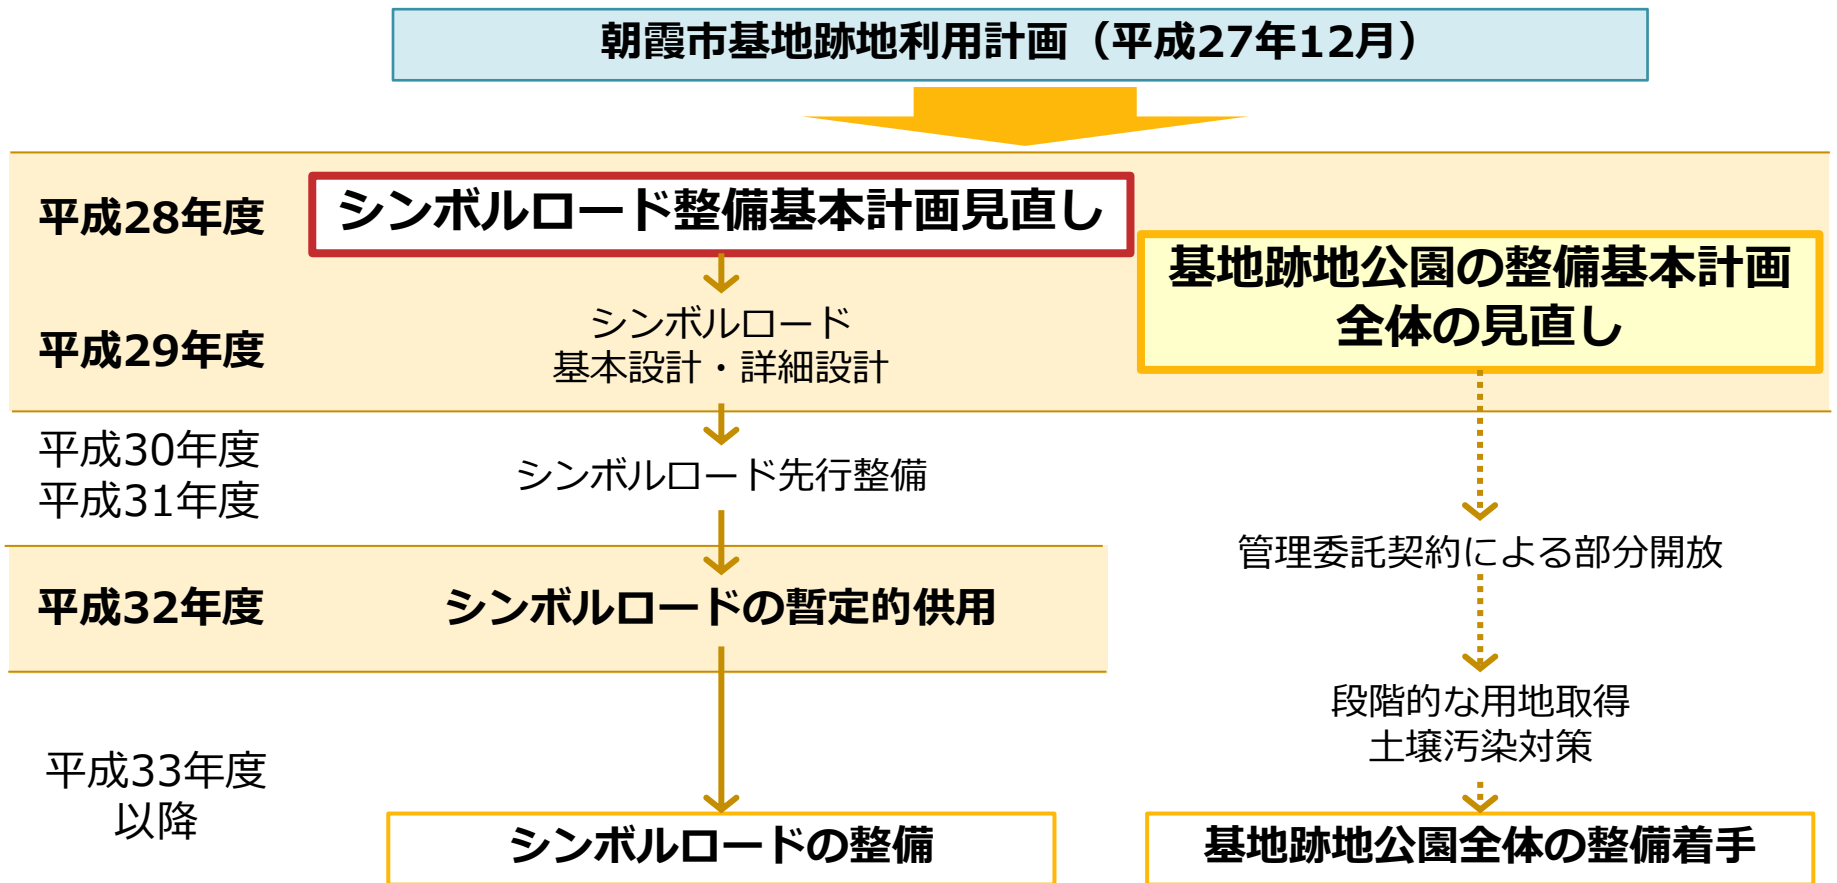 朝霞市基地跡地利用計画（平成27年12月）
平成28年度
シンボルロード整備基本計画見直し
基地跡地公園の整備基本計画
全体の見直し
平成29年度
シンボルロード
基本設計・詳細設計
平成30年度
平成31年度
シンボルロード先行整備
管理委託契約による部分開放
平成32年度
シンボルロードの暫定的供用
段階的な用地取得
土壌汚染対策
平成33年度
以降
シンボルロードの整備
基地跡地公園全体の整備着手